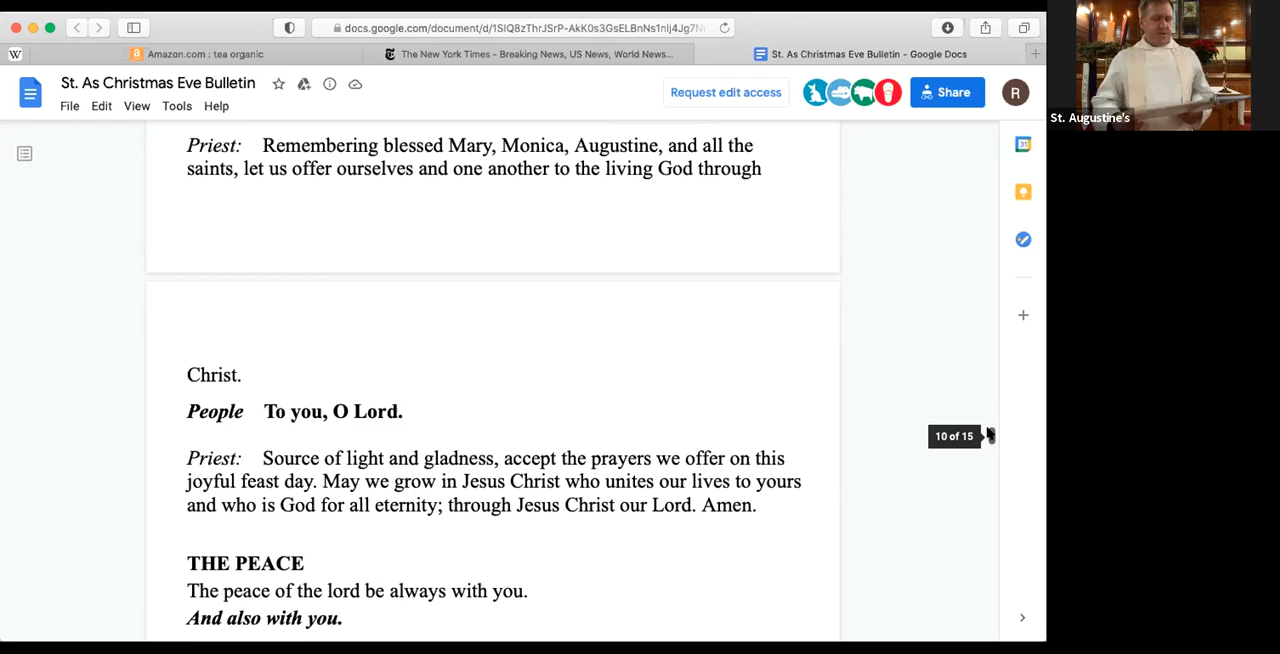 docs.google.com/document/d/1SIQ8zThrJSrP-AkK0s3GsELBnNs1nIj4Jg7N
W
Amazon.com : tea organic
The New York Times - Breaking News, US News, World News...
St. As Christmas Eve Bulletin - Google Docs
St. As Christmas Eve Bulletin
File Edit View Tools Help
Request edit access
Share
R
St. Augustine's
31
Priest: Remembering blessed Mary, Monica, Augustine, and all the
saints, let us offer ourselves and one another to the living God through
Christ.
People To you, O Lord.
10 of 15
Priest: Source of light and gladness, accept the prayers we offer on this
joyful feast day. May we grow in Jesus Christ who unites our lives to yours
and who is God for all eternity; through Jesus Christ our Lord. Amen.
THE PEACE
The peace of the lord be always with you.
And also with you.